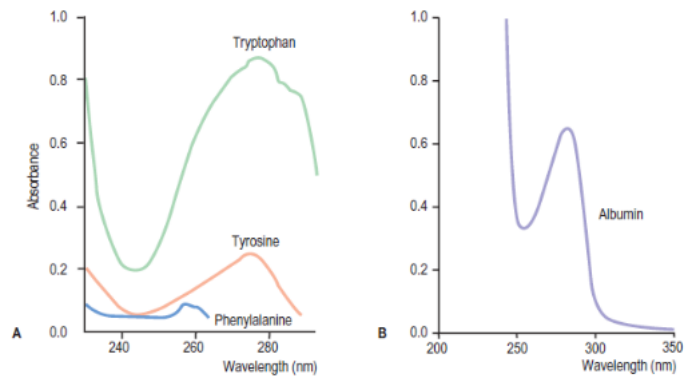 1.0
0.8
0.6
0.4
0.2
0.0
Absorbance
Tryptophan
Tyrosine
Phenylalanine
240
260
280
Wavelength (nm)
A
1.0
0.8
0.6
0.4
0.2
0.0
Albumin
200
250
300
350
Wavelength (nm)
B